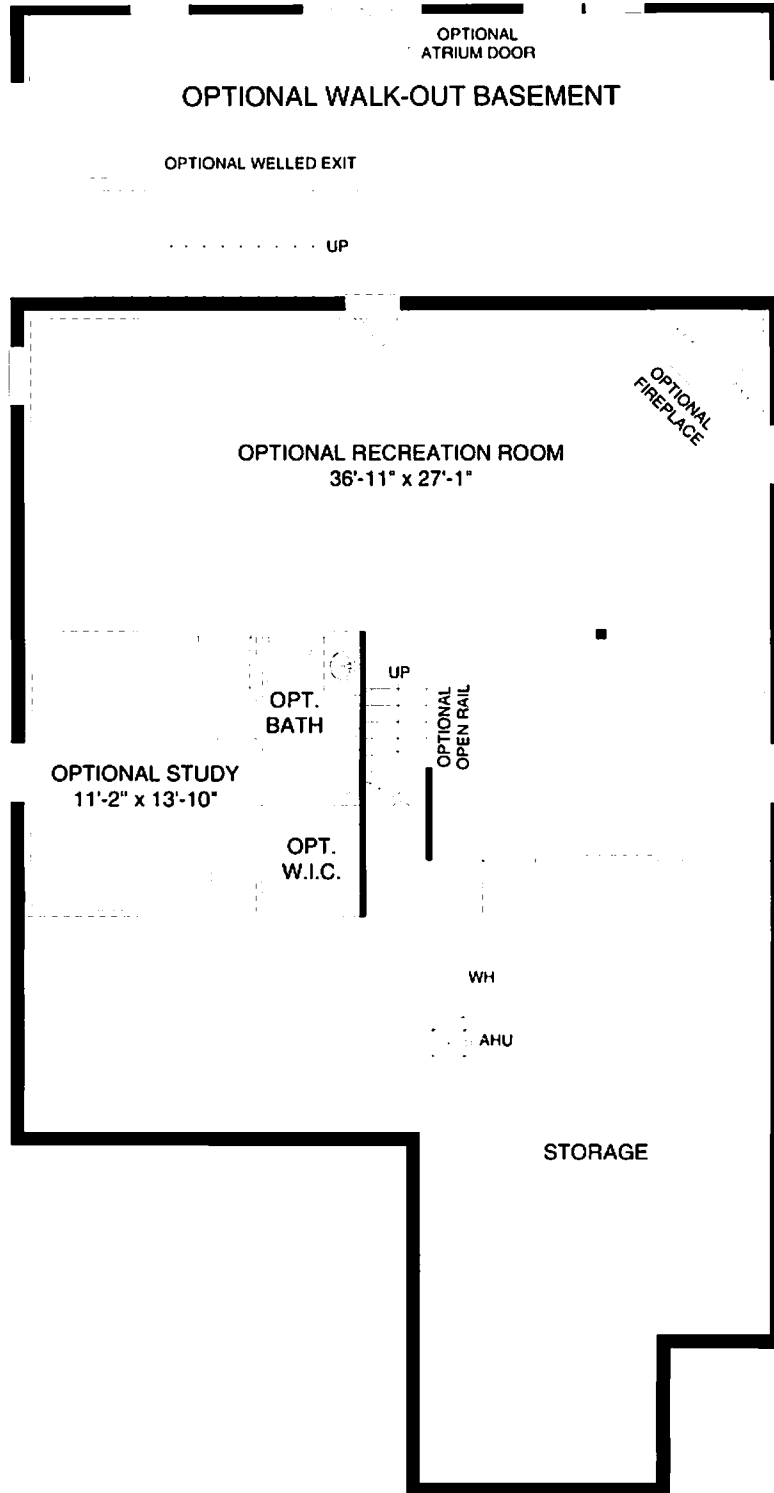 OPTIONAL
ATRIUM DOOR
OPTIONAL WALK-OUT BASEMENT
OPTIONAL WELLED EXIT
UP
OPTIONAL
FIREPLACE
OPTIONAL RECREATION ROOM
36'-11" x 27'-1"
UP
OPTIONAL
OPEN RAIL
OPT.
BATH
OPTIONAL STUDY
11'-2" x 13'-10"
OPT.
W.I.C.
WH
AHU
STORAGE